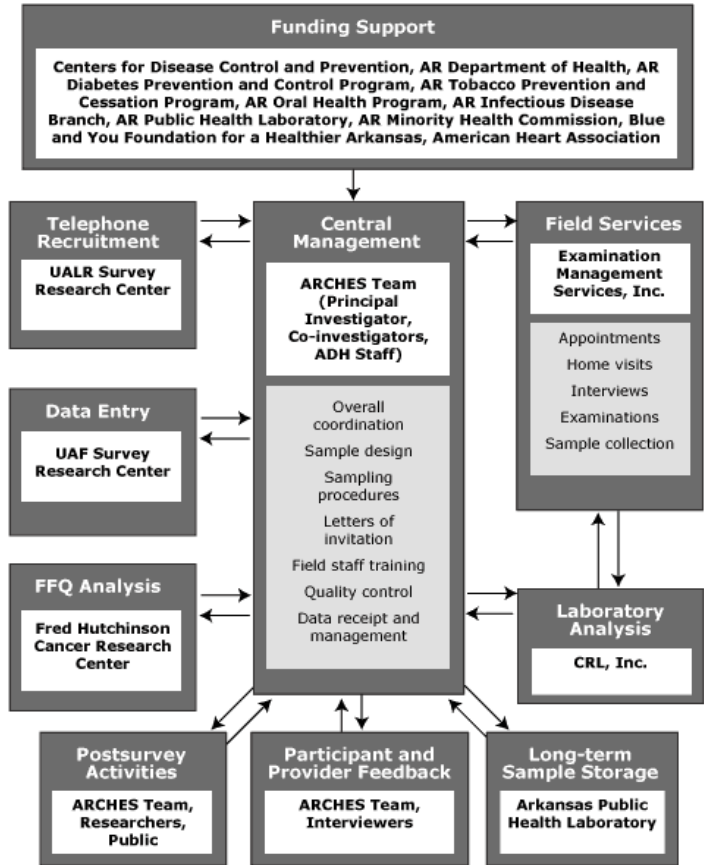 Funding Support
Centers for Disease Control and Prevention, AR Department of Health, AR
Diabetes Prevention and Control Program, AR Tobacco Prevention and
Cessation Program, AR Oral Health Program, AR Infectious Disease
Branch, AR Public Health Laboratory, AR Minority Health Commission, Blue
and You Foundation for a Healthier Arkansas, American Heart Association
Telephone
Recruitment
UALR Survey
Research Center
Data Entry
UAF Survey
Research Center
FFQ Analysis
Fred Hutchinson
Cancer Research
Center
Central
Management
ARCHES Team
(Principal
Investigator,
Co-investigators,
ADH Staff)
Overall
coordination
Sample design
Sampling
procedures
Letters of
invitation
Field staff training
Quality control
Data receipt and
management
Field Services
Examination
Management
Services, Inc.
Appointments
Home visits
Interviews
Examinations
Sample collection
Laboratory
Analysis
CRL, Inc.
Postsurvey
Activities
ARCHES Team,
Researchers,
Public
Participant and
Provider Feedback
ARCHES Team,
Interviewers
Long-term
Sample Storage
Arkansas Public
Health Laboratory